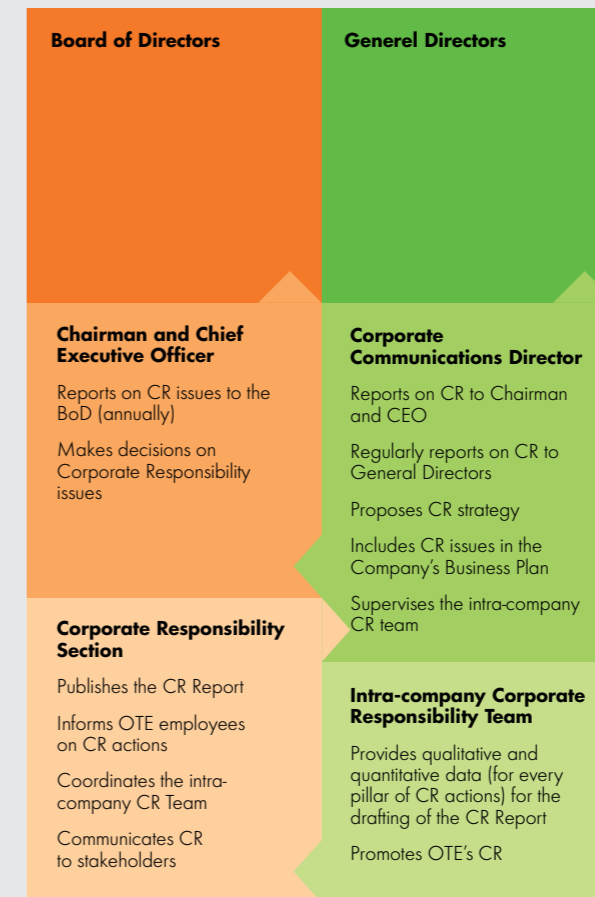 Board of Directors
Generel Directors
Chairman and Chief
Executive Officer
Reports on CR issues to the
BoD (annually)
Makes decisions on
Corporate Responsibility
issues
Corporate
Communications Director
Reports on CR to Chairman
and CEO
Regularly reports on CR to
General Directors
Proposes CR strategy
Includes CR issues in the
Company’s Business Plan
Supervises the intra-company
CR team
Corporate Responsibility
Section
Publishes the CR Report
Informs OTE employees
on CR actions
Coordinates the intra-
company CR Team
Communicates CR
to stakeholders
Intra-company Corporate
Responsibility Team
Provides qualitative and
quantitative data (for every
pillar of CR actions) for the
drafting of the CR Report
Promotes OTE’s CR